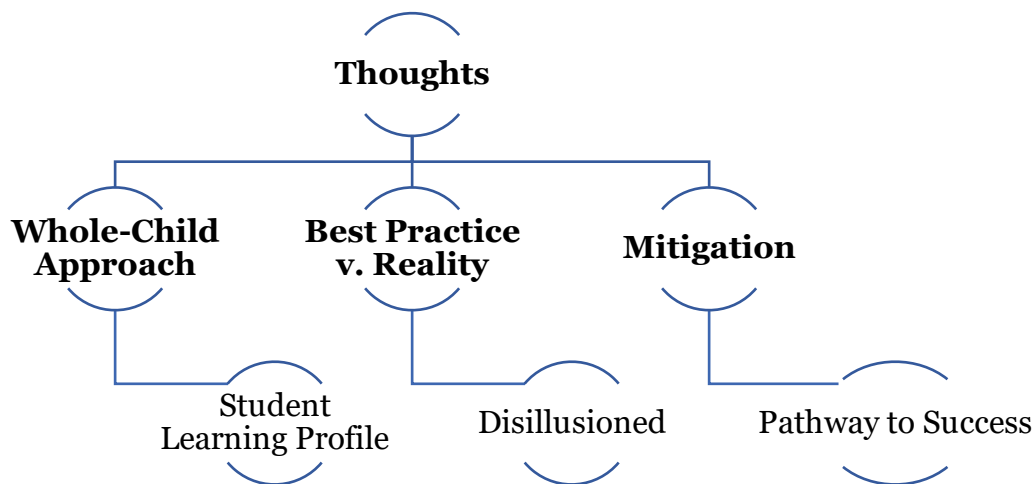 Thoughts
Whole-Child
Approach
Best Practice
v. Reality
Mitigation
Student
Learning Profile
Disillusioned
Pathway to Success